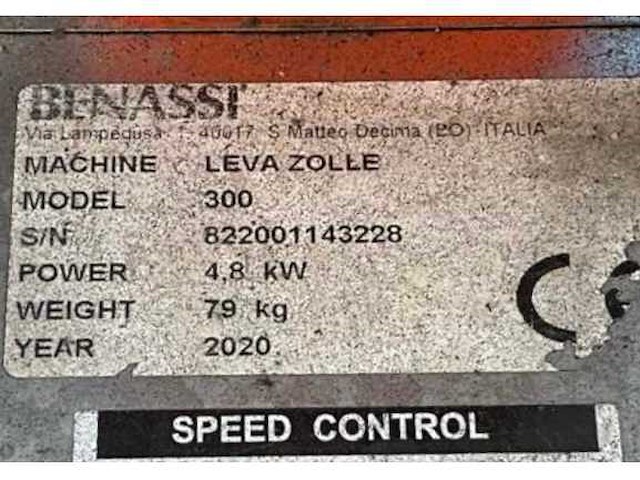 BENASSI
Via Lampedusa 1, 40017 S Matteo Decima (BO) ITALIA
MACHINE LEVA ZOLLE
MODEL 300
S/N 822001143228
POWER 4,8 kW
WEIGHT 79 kg
YEAR 2020
CE
SPEED CONTROL